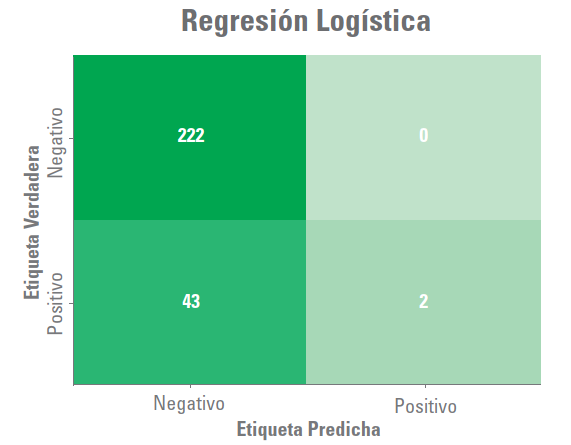 Regresión Logística
Etiqueta Verdadera
Negativo
222
0
Positivo
43
2
Negativo
Positivo
Etiqueta Predicha